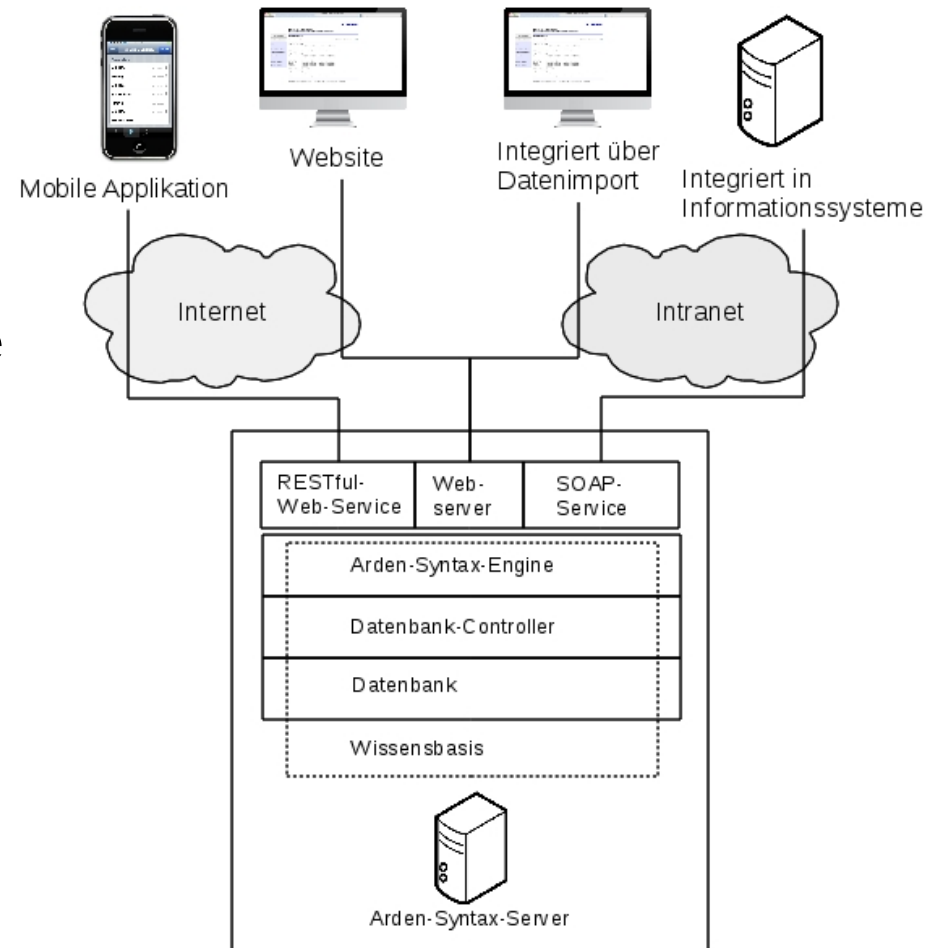 Mobile Applikation
Website
Integriert über
Datenimport
Integriert in
Informationssysteme
Internet
Intranet
e
RESTful-
Web-Service
Web-
server
SOAP-
Service
Arden-Syntax-Engine
Datenbank-Controller
Datenbank
Wissensbasis
Arden-Syntax-Server